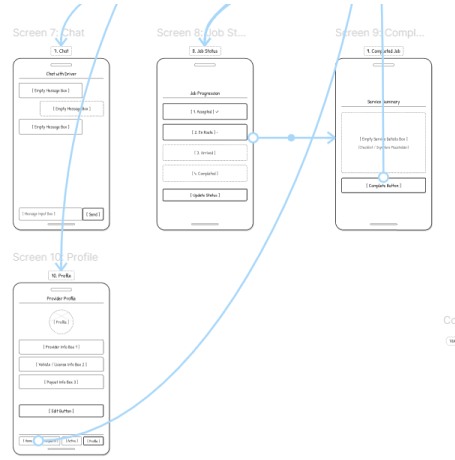 Screen 7: Chat
7. Chat
Chat with Driver
[ Empty Message Box ]
[ Empty Message Box ]
[ Empty Message Box ]
[ Message Input Box ]
[ Send ]
Screen 8: Job St...
8. Job Status
Job Progression
[ 1. Accepted ] ✓
[ 2. En Route ]
[ 3. Arrived ]
[ 4. Completed ]
[ Update Status ]
Screen 9: Compl...
9. Completed Job
Service Summary
[ Empty Service Details Box ]
[ Complete Button ]
Screen 10: Profile
10. Profile
Provider Profile
[ Profile ]
[ Provider Info Box 1 ]
[ Vehicle / License Info Box 2 ]
[ Payout Info Box 3 ]
[ Edit Button ]
[ Profile ]
Co